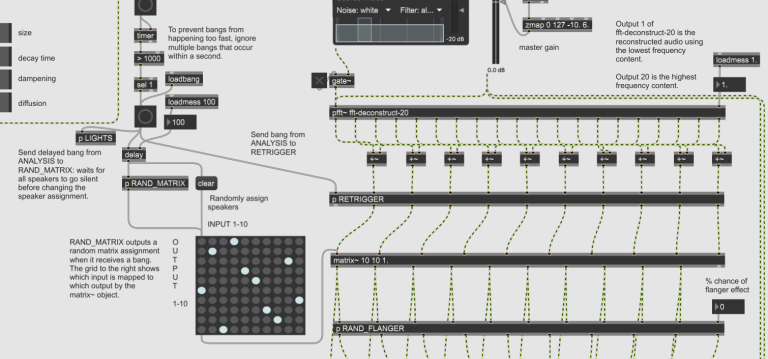 size
decay time
dampening
diffusion
timer
> 1000
sel 1
To prevent bangs from
happening too fast, ignore
multiple bangs that occur
within a second.
loadbang
loadmess 100
100
p LIGHTS
Send delayed bang from
ANALYSIS to
RAND_MATRIX: waits for
all speakers to go silent
before changing the
speaker assignment.
delay
p RAND_MATRIX
clear
Randomly assign
speakers
INPUT 1-10
RAND_MATRIX outputs a
random matrix assignment
when it receives a bang.
The grid to the right shows
which input is mapped to
which output by the
matrix~ object.
O
U
T
P
U
T
1-10
Send bang from
ANALYSIS to
RETRIGGER
Noise: white
Filter: al...
-20 dB
0.0 dB
zmap 0 127 -10. 6.
master gain
Output 1 of
fft-deconstruct-20 is the
reconstructed audio using
the lowest frequency
content.
Output 20 is the highest
frequency content.
loadmess 1.
1.
gate~
pfft~ fft-deconstruct-20
+~ +~ +~ +~ +~ +~ +~ +~ +~ +~
p RETRIGGER
matrix~ 10 10 1.
% chance of
flanger effect
0
p RAND_FLANGER